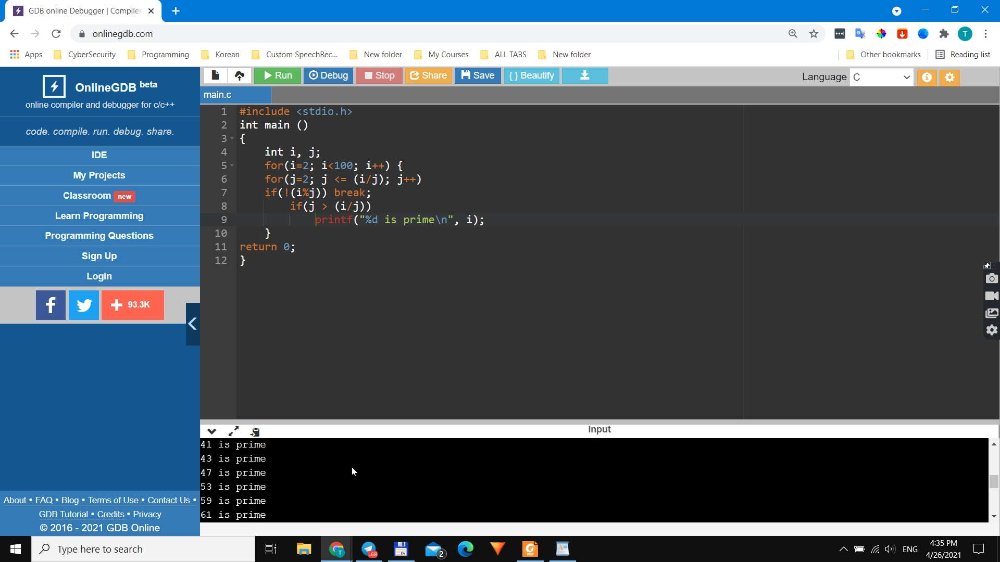 GDB online Debugger | Compiler
onlinegdb.com
Apps CyberSecurity Programming Korean Custom SpeechRec... New folder My Courses ALL TABS New folder Other bookmarks Reading list
OnlineGDB beta
online compiler and debugger for c/c++
code. compile. run. debug. share.
IDE
My Projects
Classroom new
Learn Programming
Programming Questions
Sign Up
Login
f + 93.3K
About • FAQ • Blog • Terms of Use • Contact Us •
GDB Tutorial • Credits • Privacy
© 2016 - 2021 GDB Online
Run Debug Stop Share Save { } Beautify Language C
main.c
1 #include <stdio.h>
2 int main ()
3 {
4 int i, j;
5 for(i=2; i<100; i++) {
6 for(j=2; j <= (i/j); j++)
7 if(!(i%j)) break;
8 if(j > (i/j))
9 printf("%d is prime\n", i);
10 }
11 return 0;
12 }
input
41 is prime
43 is prime
47 is prime
53 is prime
59 is prime
61 is prime
Type here to search
ENG
4:35 PM
4/26/2021